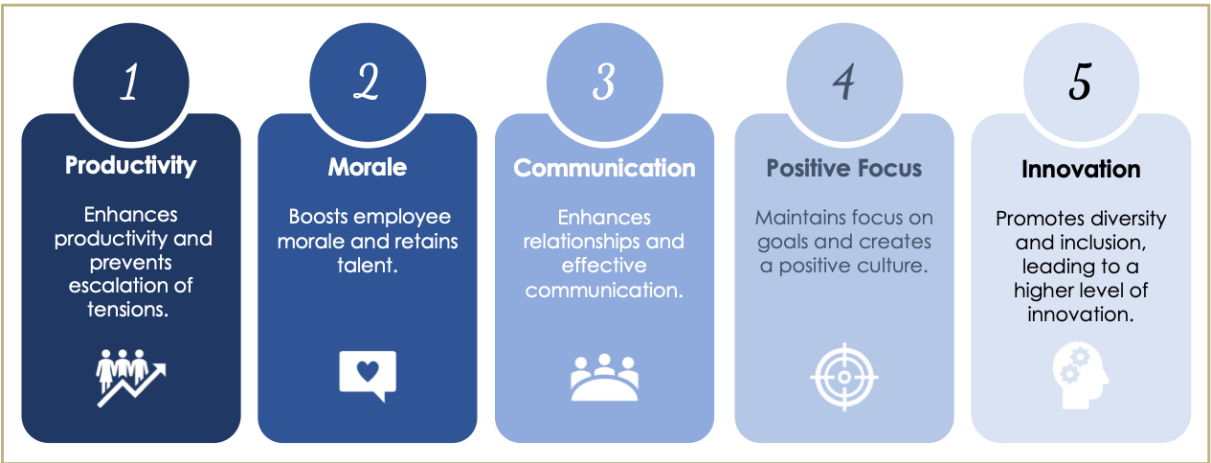 1
Productivity
Enhances
productivity and
prevents
escalation of
tensions.
2
Morale
Boosts employee
morale and retains
talent.
3
Communication
Enhances
relationships and
effective
communication.
4
Positive Focus
Maintains focus on
goals and creates
a positive culture.
5
Innovation
Promotes diversity
and inclusion,
leading to a
higher level of
innovation.